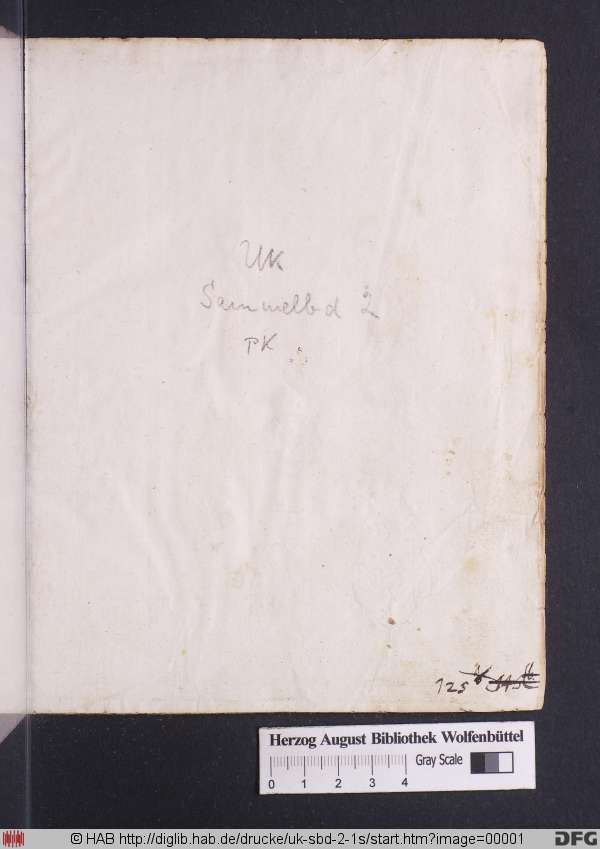 UK
Sammelbd 2
PK
125
Herzog August Bibliothek Wolfenbüttel
0 1 2 3 4
Gray Scale
© HAB http://diglib.hab.de/drucke/uk-sbd-2-1s/start.htm?image=00001
DFG